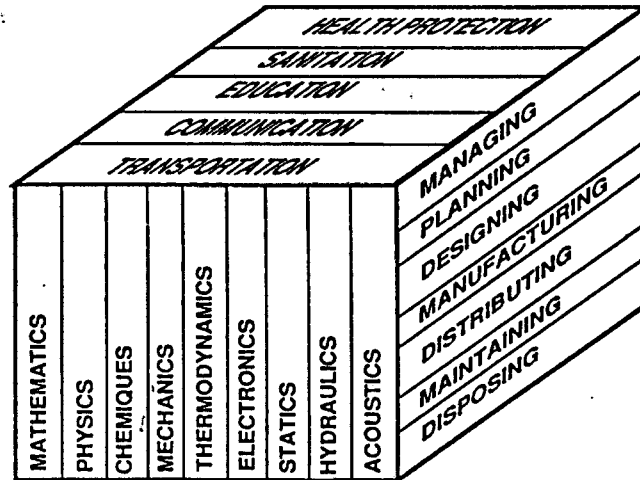 HEALTH PROTECTION
SANITATION
EDUCATION
COMMUNICATION
TRANSPORTATION
MANAGING
PLANNING
DESIGNING
MANUFACTURING
DISTRIBUTING
MAINTAINING
DISPOSING
MATHEMATICS
PHYSICS
CHEMIQUES
MECHANICS
THERMODYNAMICS
ELECTRONICS
STATICS
HYDRAULICS
ACOUSTICS